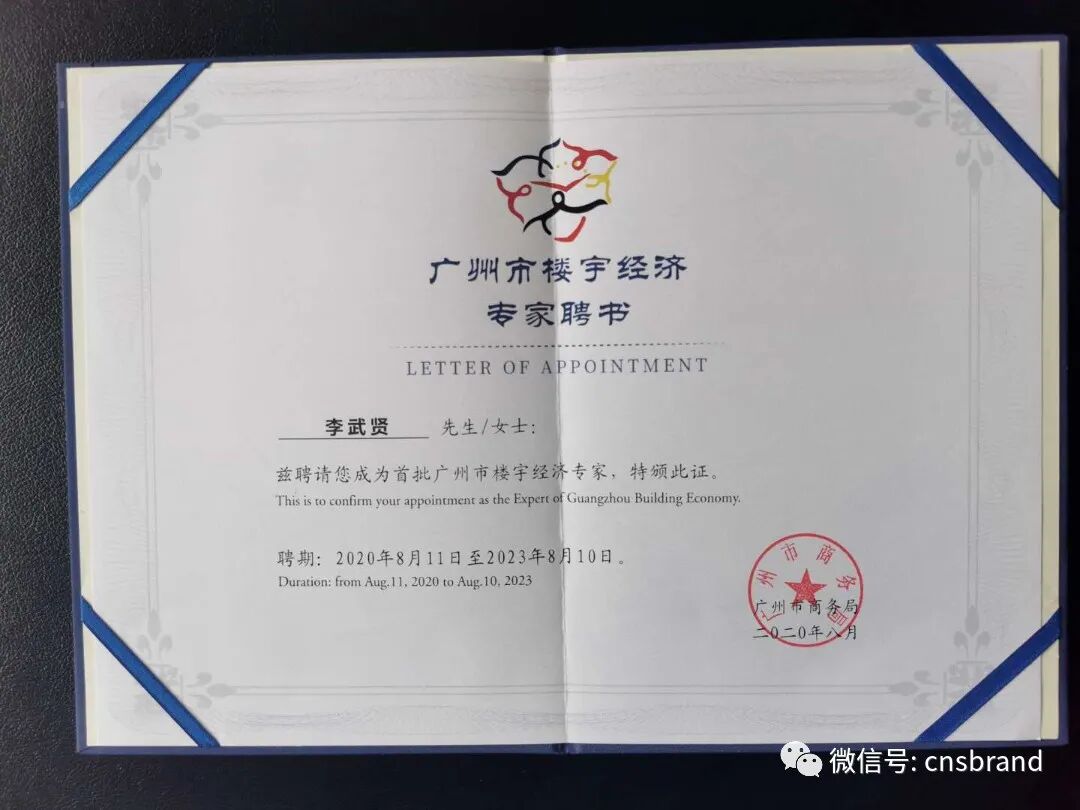 广州市楼宇经济
专家聘书
LETTER OF APPOINTMENT
李武贤 先生/女士：
兹聘请您成为首批广州市楼宇经济专家，特颁此证。
This is to confirm your appointment as the Expert of Guangzhou Building Economy.
聘期：2020年8月11日至2023年8月10日。
Duration: from Aug.11, 2020 to Aug.10, 2023
广州市商务局
广州市商务局
二〇二〇年八月
微信号: cnsbrand